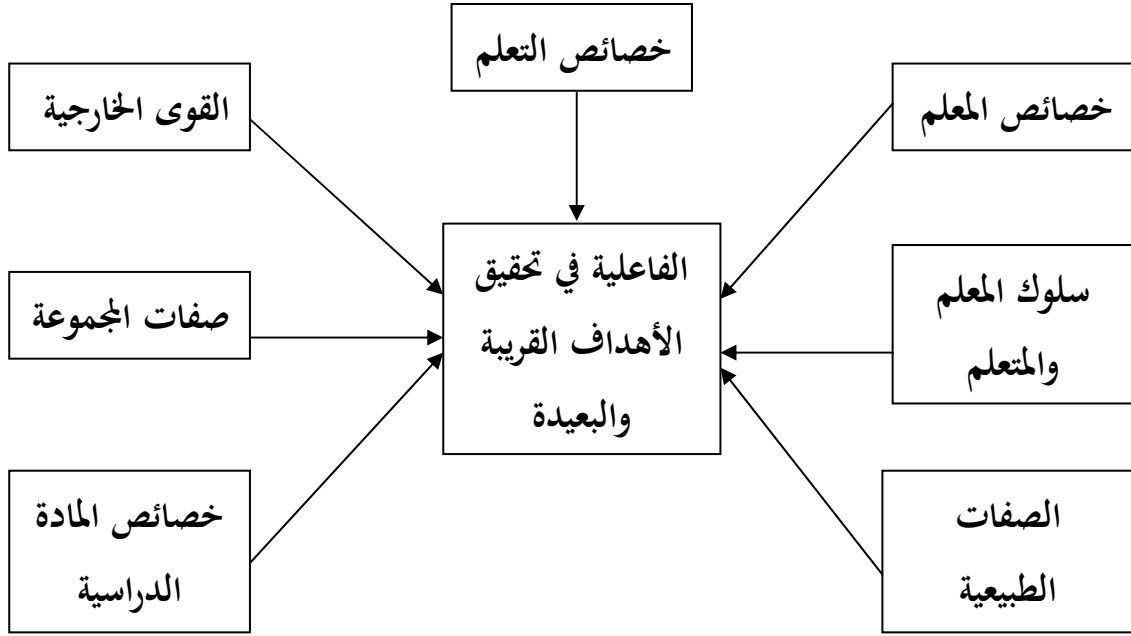 خصائص التعلم
خصائص المعلم
القوى الخارجية
الفاعلية في تحقيق
الأهداف القريبة
والبعيدة
سلوك المعلم
والمتعلم
صفات المجموعة
الصفات
الطبيعية
خصائص المادة
الدراسية